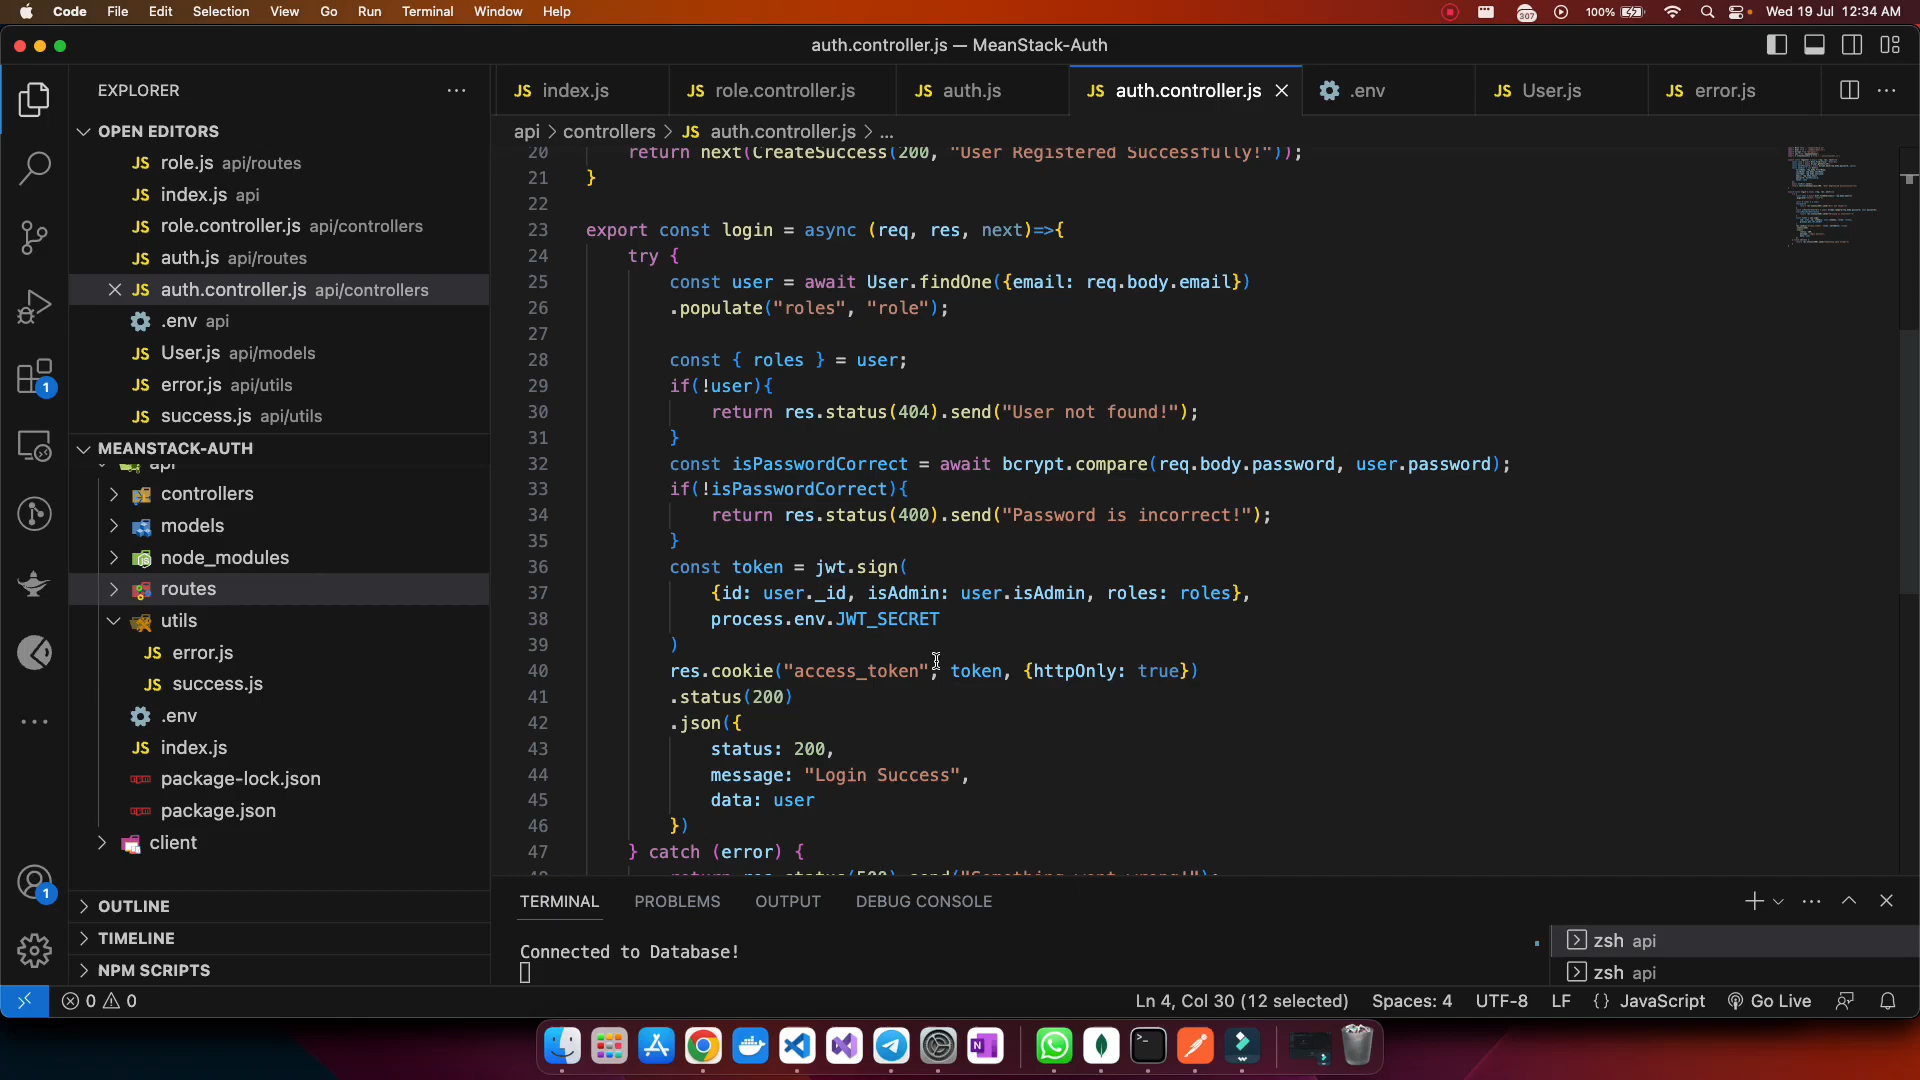 Code File Edit Selection View Go Run Terminal Window Help 307 100% Wed 19 Jul 12:34 AM
auth.controller.js — MeanStack-Auth
EXPLORER
OPEN EDITORS
JS role.js api/routes
JS index.js api
JS role.controller.js api/controllers
JS auth.js api/routes
JS auth.controller.js api/controllers
.env api
JS User.js api/models
JS error.js api/utils
JS success.js api/utils
MEANSTACK-AUTH
api
controllers
models
node_modules
routes
utils
JS error.js
JS success.js
.env
JS index.js
package-lock.json
package.json
client
OUTLINE
TIMELINE
NPM SCRIPTS
1
1
JS index.js JS role.controller.js JS auth.js JS auth.controller.js .env JS User.js JS error.js
api > controllers > JS auth.controller.js > ...
20 return next(CreateSuccess(200, "User Registered Successfully!"));
21 }
22
23 export const login = async (req, res, next)=>{
24 try {
25 const user = await User.findOne({email: req.body.email})
26 .populate("roles", "role");
27
28 const { roles } = user;
29 if(!user){
30 return res.status(404).send("User not found!");
31 }
32 const isPasswordCorrect = await bcrypt.compare(req.body.password, user.password);
33 if(!isPasswordCorrect){
34 return res.status(400).send("Password is incorrect!");
35 }
36 const token = jwt.sign(
37 {id: user._id, isAdmin: user.isAdmin, roles: roles},
38 process.env.JWT_SECRET
39 )
40 res.cookie("access_token", token, {httpOnly: true})
41 .status(200)
42 .json({
43 status: 200,
44 message: "Login Success",
45 data: user
46 })
47 } catch (error) {
48 return res.status(500).send("Something went wrong!");
TERMINAL PROBLEMS OUTPUT DEBUG CONSOLE
Connected to Database!
zsh api
zsh api
0 0 Ln 4, Col 30 (12 selected) Spaces: 4 UTF-8 LF {} JavaScript Go Live